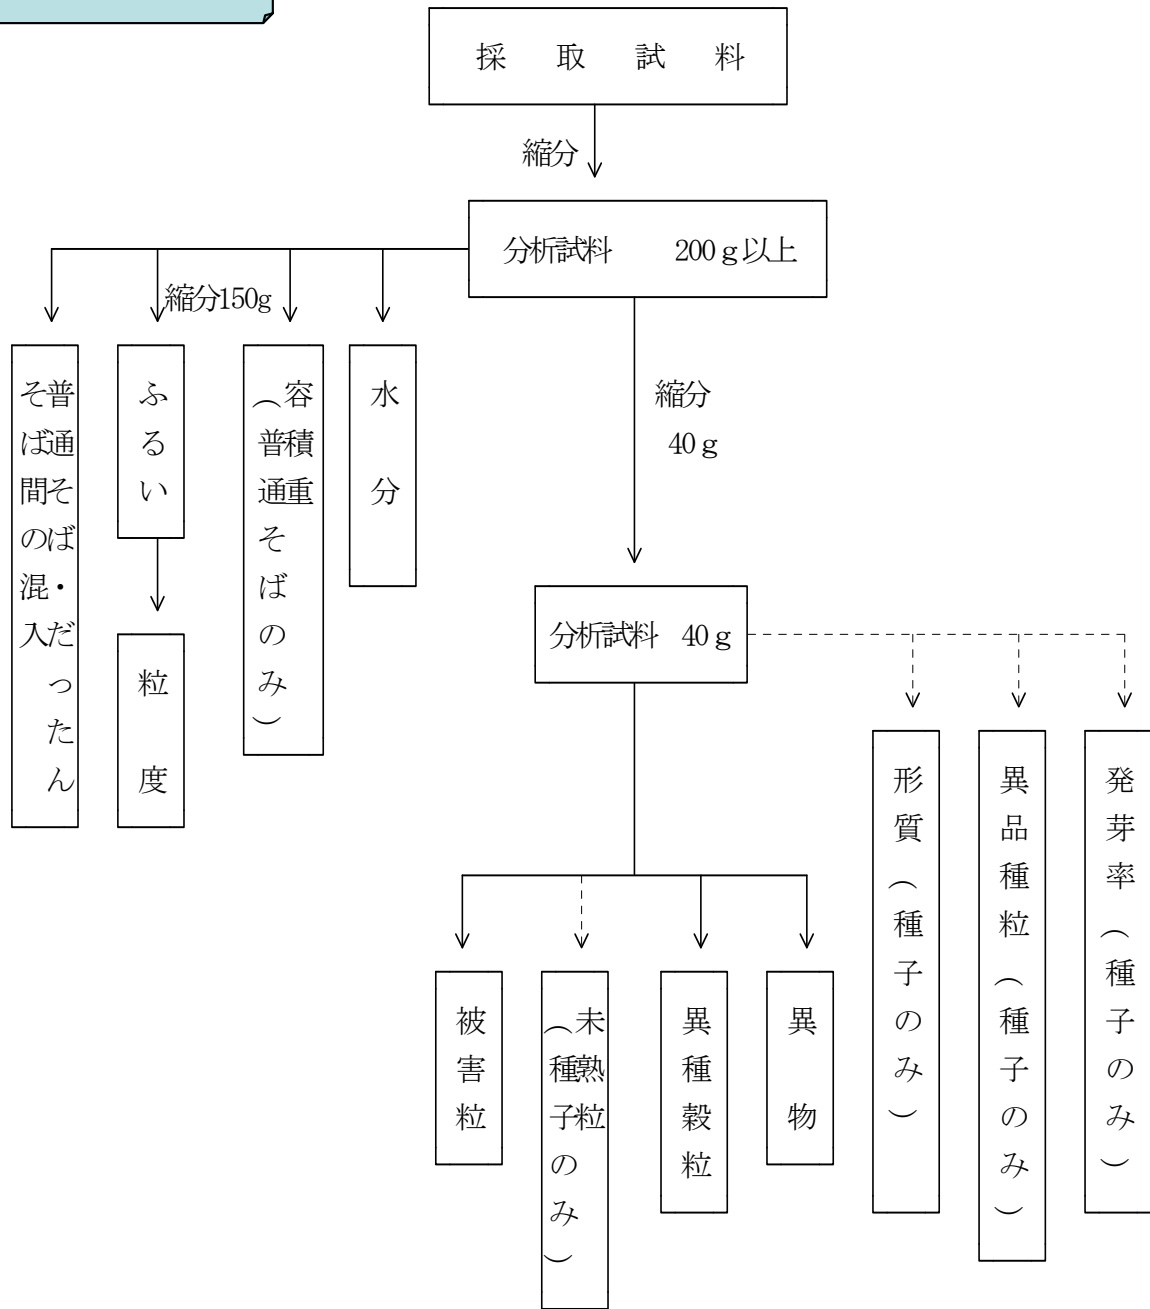 採取試料
縮分
分析試料 200g以上
縮分150g
普通そば・だったん
そば間の混入
ふるい
容積重
（普通そばのみ）
水分
縮分
40g
粒度
分析試料 40g
形質（種子のみ）
異品種粒（種子のみ）
発芽率（種子のみ）
被害粒
未熟粒
（種子のみ）
異種穀粒
異物